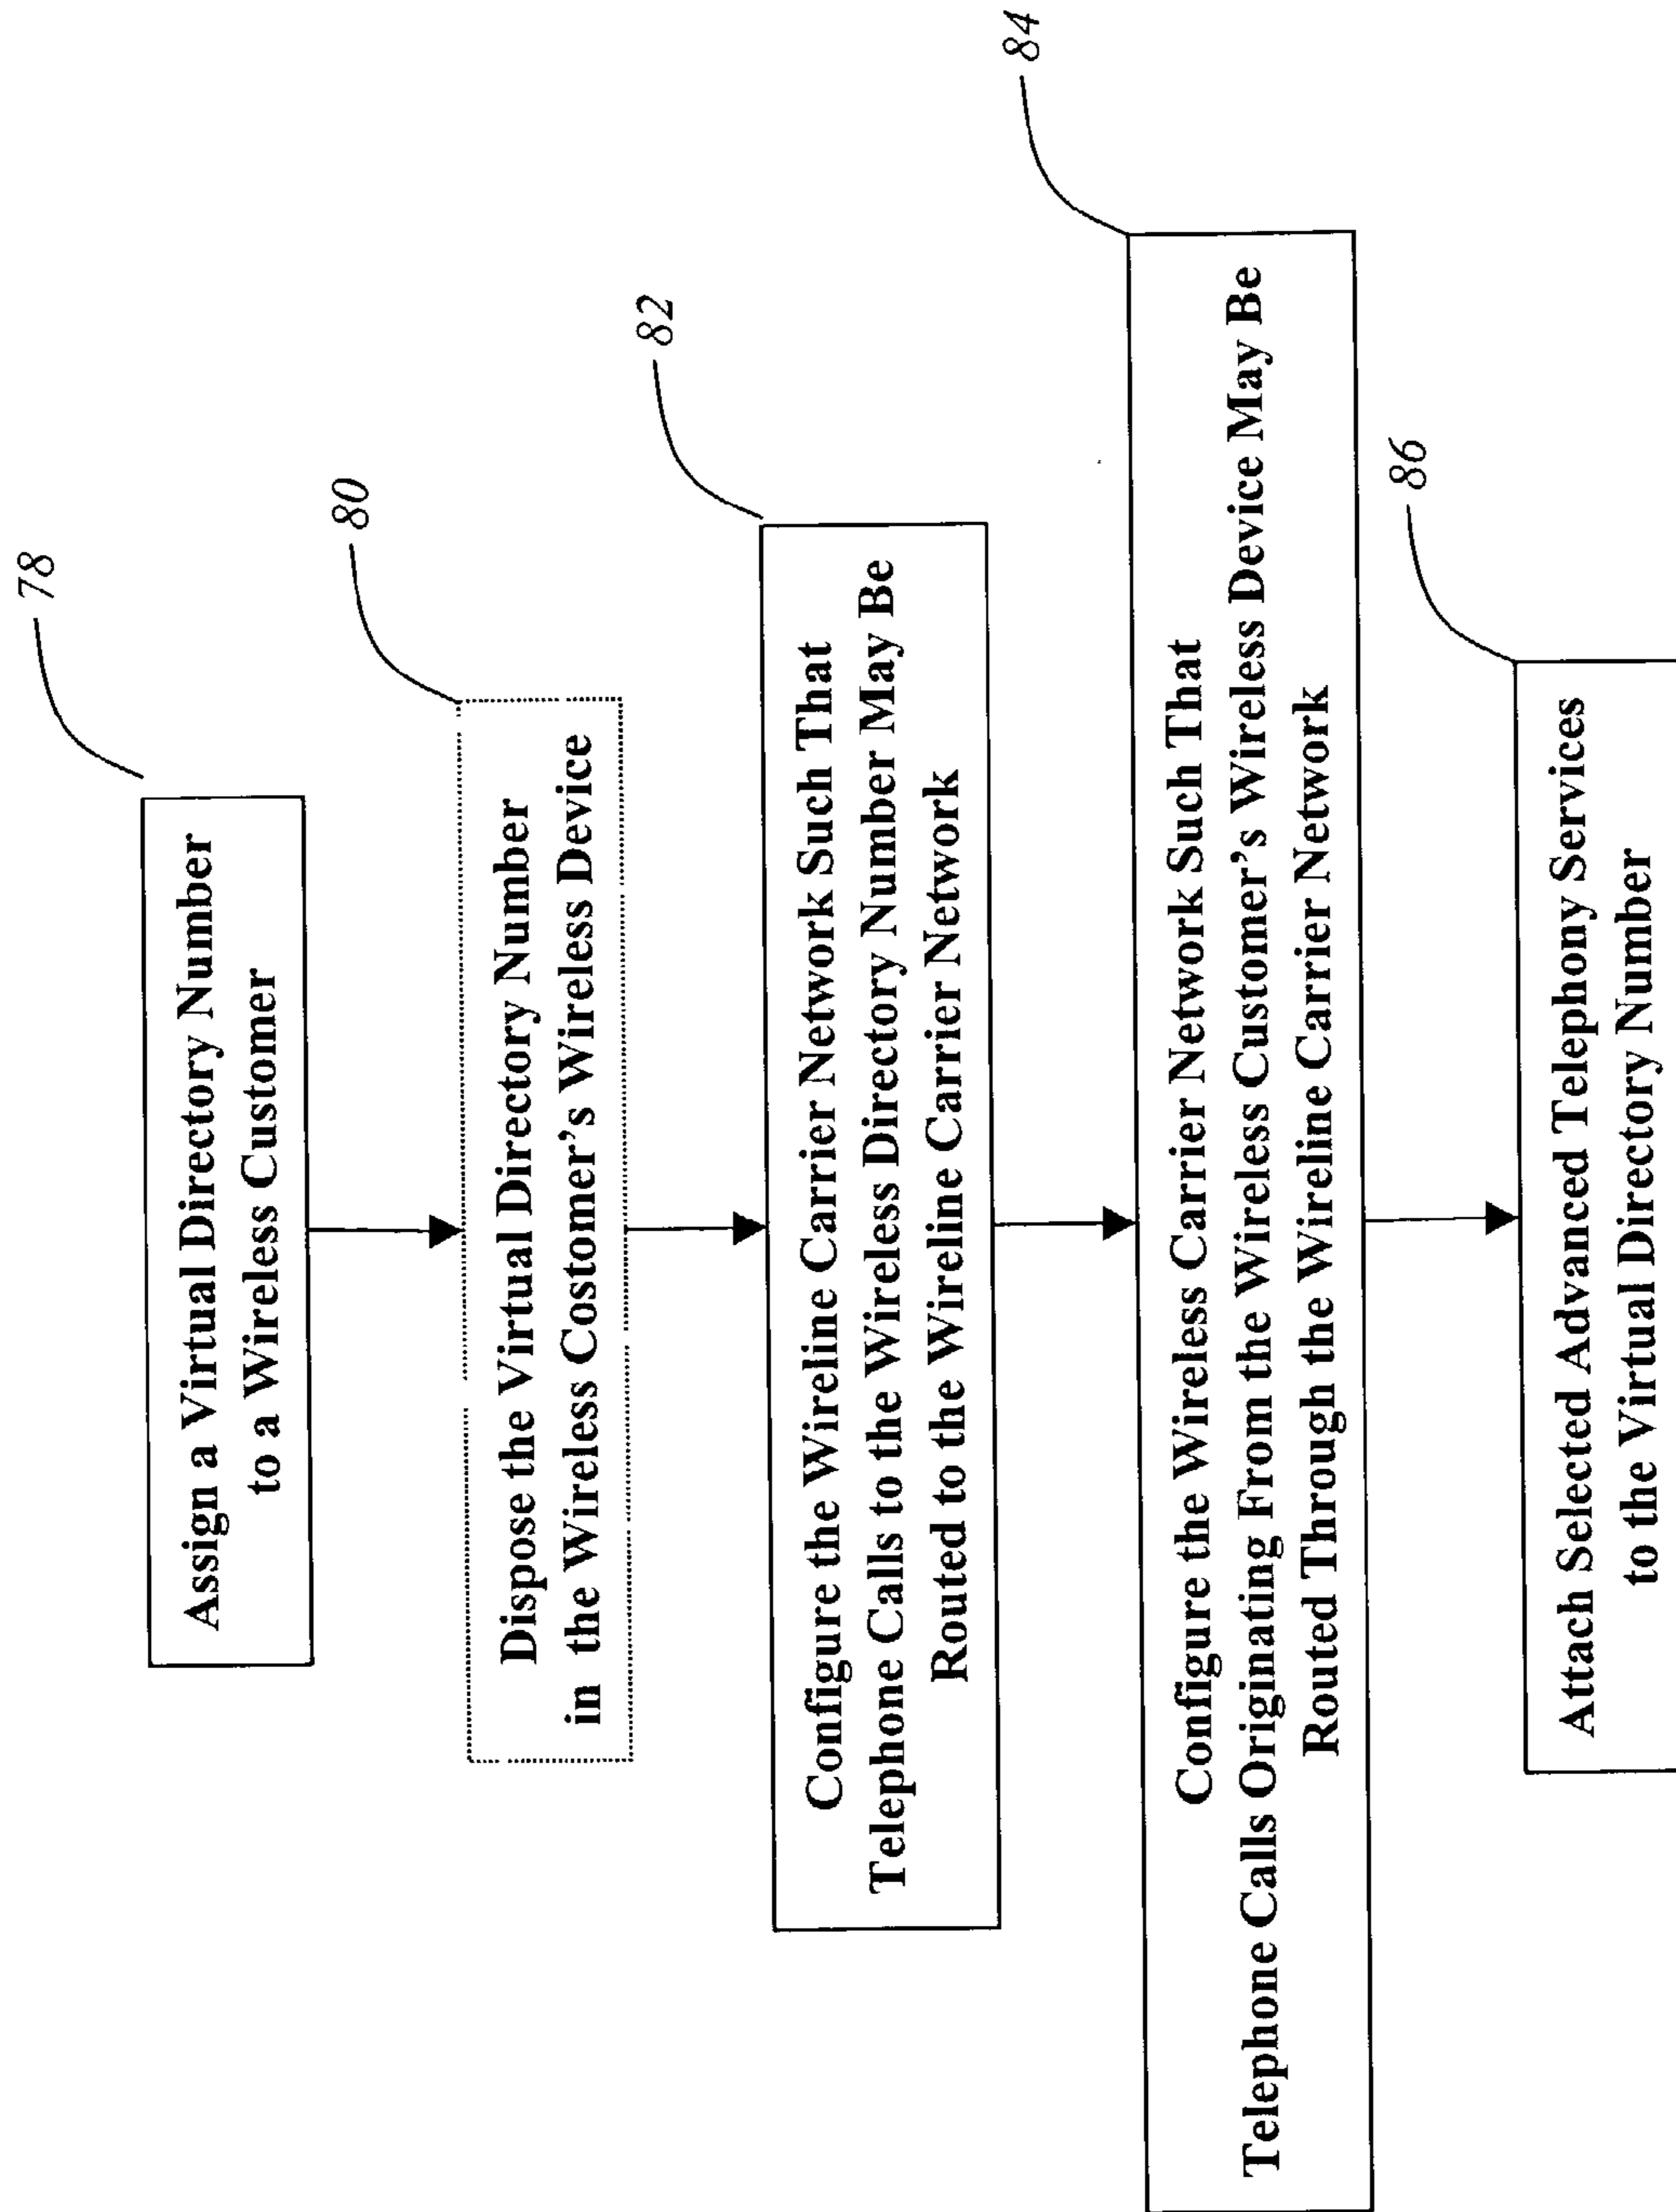 78
Assign a Virtual Directory Number
to a Wireless Customer
80
Dispose the Virtual Directory Number
in the Wireless Costomer's Wireless Device
82
Configure the Wireline Carrier Network Such That
Telephone Calls to the Wireless Directory Number May Be
Routed to the Wireline Carrier Network
84
Configure the Wireless Carrier Network Such That
Telephone Calls Originating From the Wireless Customer's Wireless Device May Be
Routed Through the Wireline Carrier Network
86
Attach Selected Advanced Telephony Services
to the Virtual Directory Number